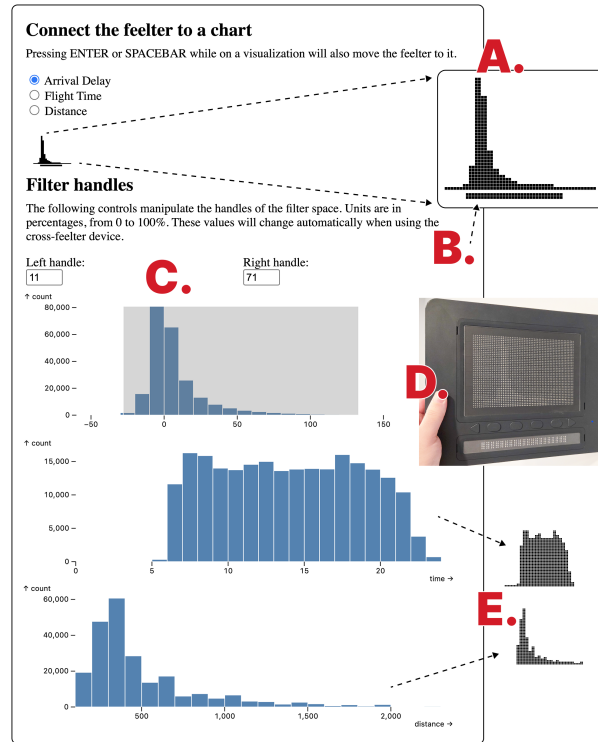 Connect the feelter to a chart
Pressing ENTER or SPACEBAR while on a visualization will also move the feelter to it.
Arrival Delay
Flight Time
Distance
A.
Filter handles
The following controls manipulate the handles of the filter space. Units are in
percentages, from 0 to 100%. These values will change automatically when using the
cross-feelter device.
B.
Left handle:
Right handle:
11
71
C.
↑ count
80,000
60,000
40,000
20,000
0
−50
0
50
100
150
D.
↑ count
15,000
10,000
5,000
0
0
5
10
15
20
time →
↑ count
60,000
40,000
20,000
0
500
1,000
1,500
2,000
distance →
E.